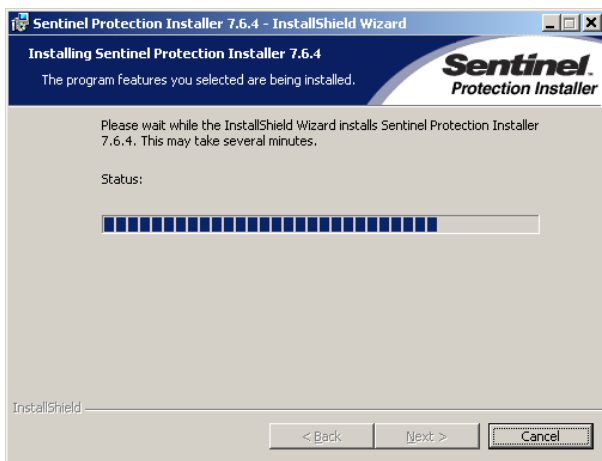 Sentinel Protection Installer 7.6.4 - InstallShield Wizard
Installing Sentinel Protection Installer 7.6.4
The program features you selected are being installed.
Sentinel.
Protection Installer
Please wait while the InstallShield Wizard installs Sentinel Protection Installer
7.6.4. This may take several minutes.
Status:
InstallShield
< Back Next > Cancel